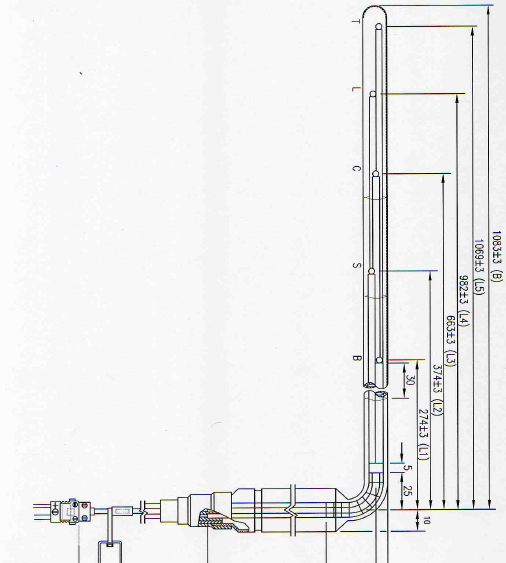 T
L
C
S
B
1083±3 (B)
1069±3 (L5)
982±3 (L4)
663±3 (L3)
374±3 (L2)
274±3 (L1)
30
5
25
10